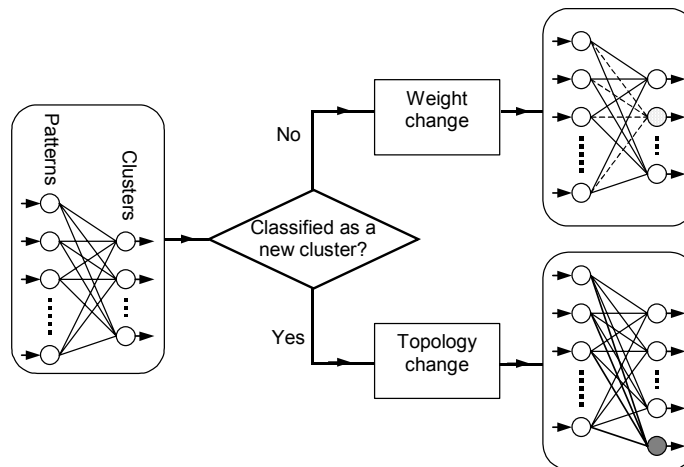 Patterns
Clusters
No
Weight
change
Classified as a
new cluster?
Yes
Topology
change